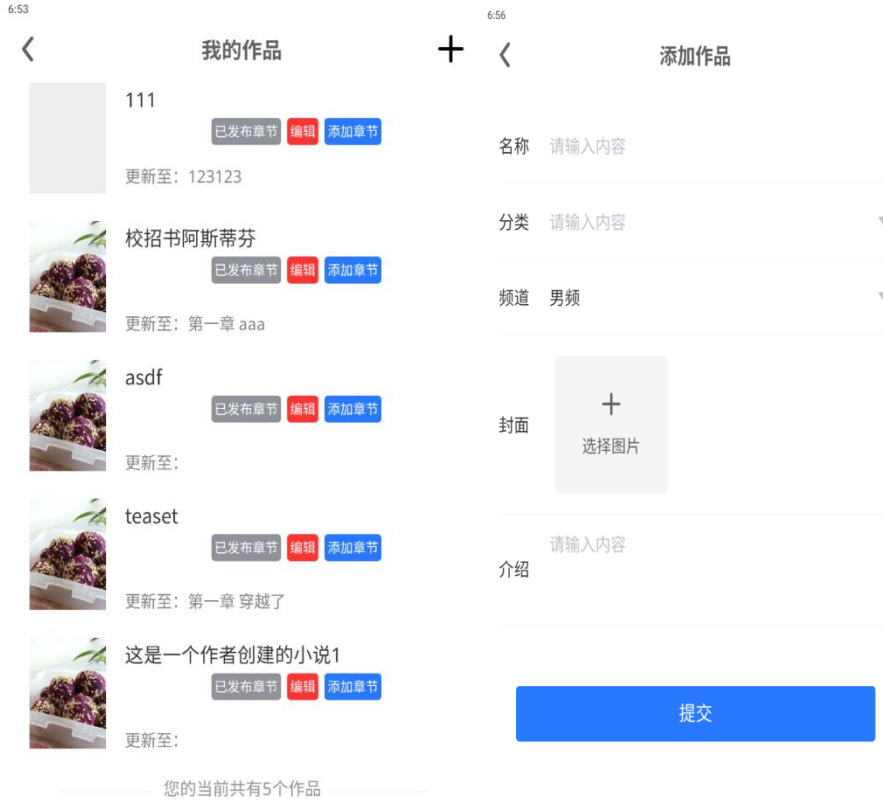 6:53
我的作品
111
已发布章节 编辑 添加章节
更新至：123123
校招书阿斯蒂芬
已发布章节 编辑 添加章节
更新至：第一章 aaa
asdf
已发布章节 编辑 添加章节
更新至：
teaset
已发布章节 编辑 添加章节
更新至：第一章 穿越了
这是一个作者创建的小说1
已发布章节 编辑 添加章节
更新至：
您的当前共有5个作品
6:56
添加作品
名称 请输入内容
分类 请输入内容
频道 男频
封面
选择图片
介绍
请输入内容
提交